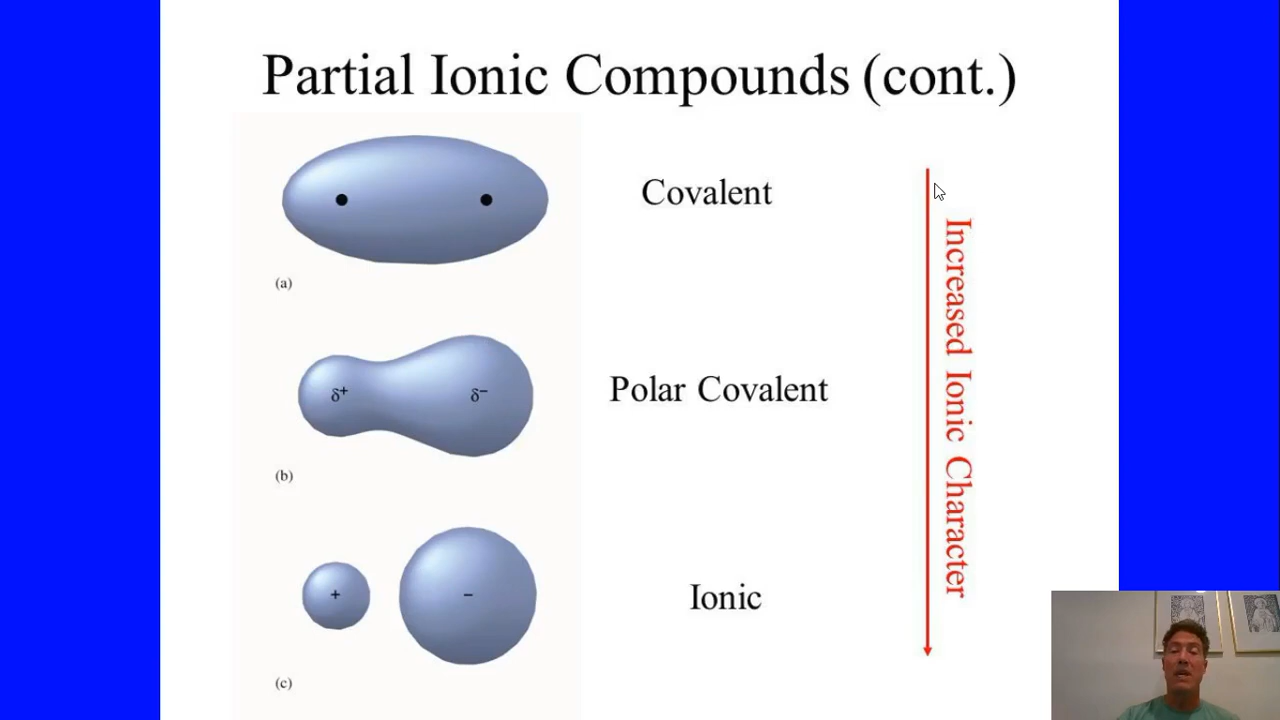 Partial Ionic Compounds (cont.)
Covalent
(a)
δ+ δ−
Polar Covalent
(b)
+ −
Ionic
(c)
Increased Ionic Character